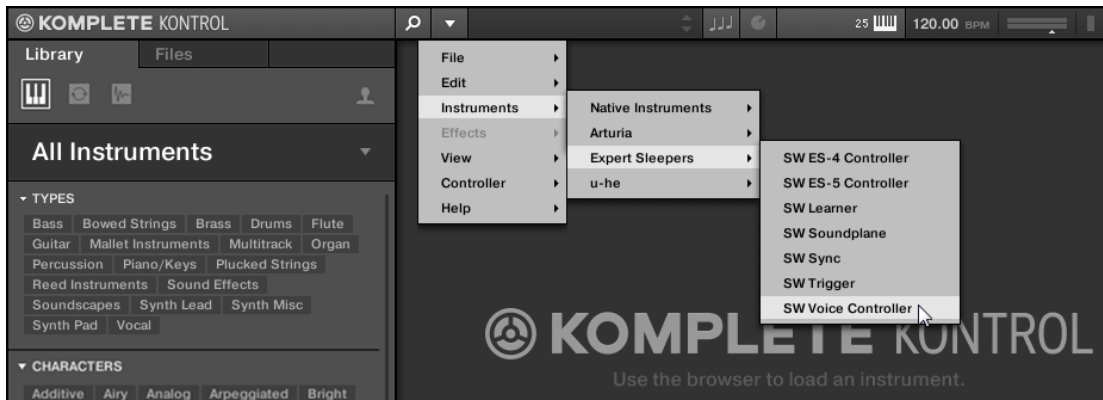 KOMPLETE KONTROL
25
120.00 BPM
Library Files
All Instruments
TYPES
Bass Bowed Strings Brass Drums Flute
Guitar Mallet Instruments Multitrack Organ
Percussion Piano/Keys Plucked Strings
Reed Instruments Sound Effects
Soundscapes Synth Lead Synth Misc
Synth Pad Vocal
CHARACTERS
Additive Airy Analog Arpeggiated Bright
File
Edit
Instruments
Effects
View
Controller
Help
Native Instruments
Arturia
Expert Sleepers
u-he
SW ES-4 Controller
SW ES-5 Controller
SW Learner
SW Soundplane
SW Sync
SW Trigger
SW Voice Controller
KOMPLETE KONTROL
Use the browser to load an instrument.